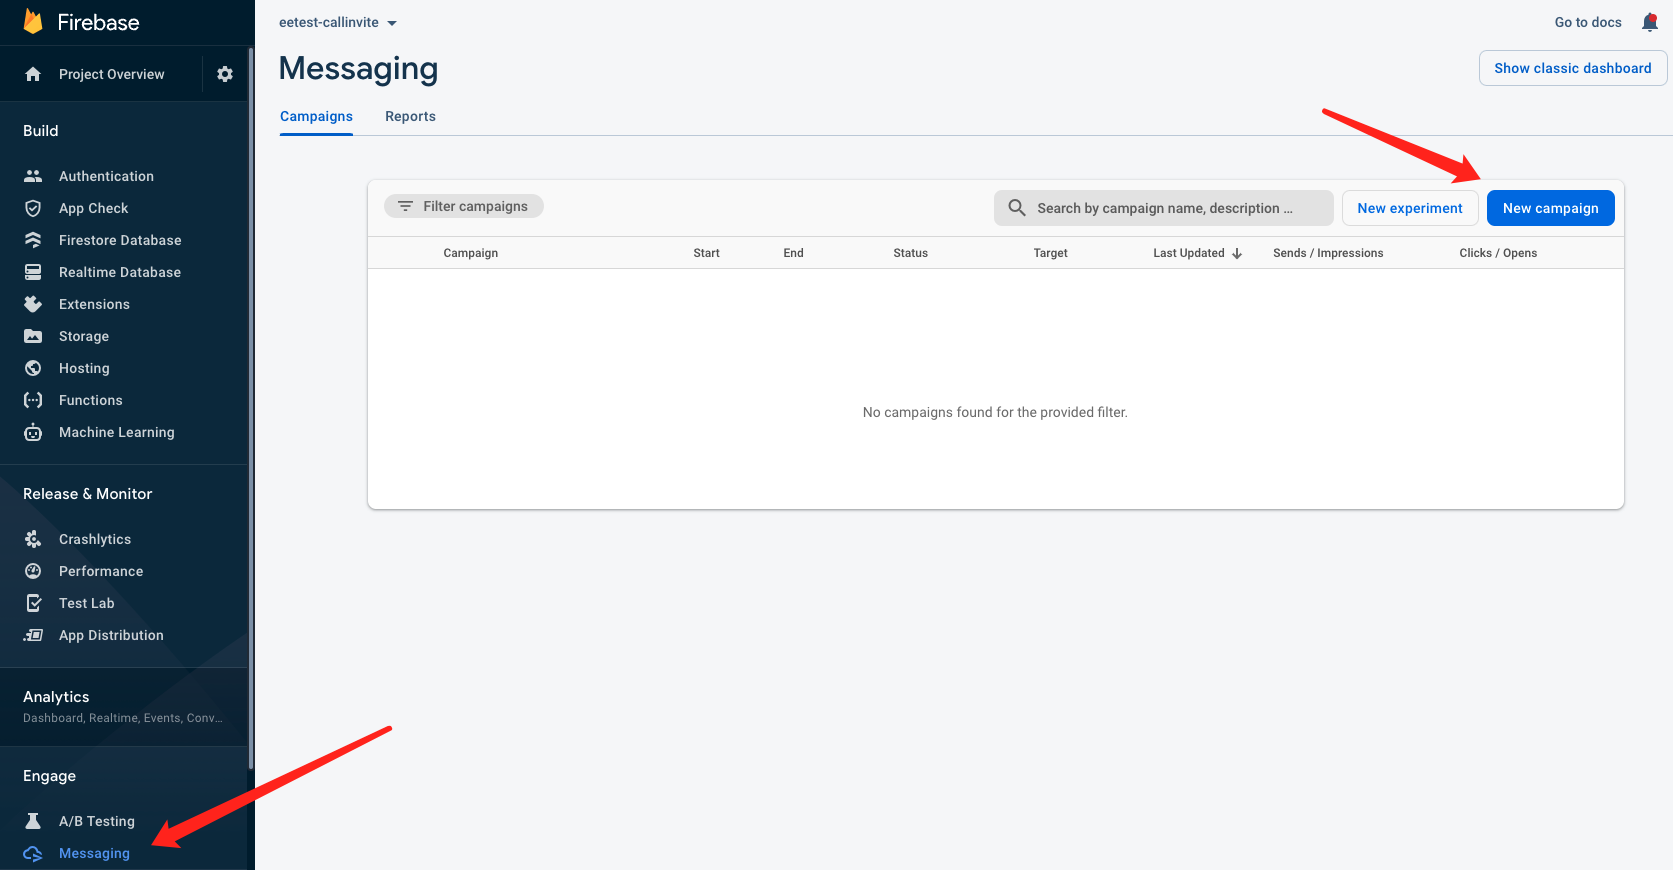 Firebase
Project Overview
Build
Authentication
App Check
Firestore Database
Realtime Database
Extensions
Storage
Hosting
Functions
Machine Learning
Release & Monitor
Crashlytics
Performance
Test Lab
App Distribution
Analytics
Dashboard, Realtime, Events, Conv...
Engage
A/B Testing
Messaging
eetest-callinvite
Go to docs
Messaging
Show classic dashboard
Campaigns Reports
Filter campaigns Search by campaign name, description ... New experiment New campaign
Campaign Start End Status Target Last Updated Sends / Impressions Clicks / Opens
No campaigns found for the provided filter.